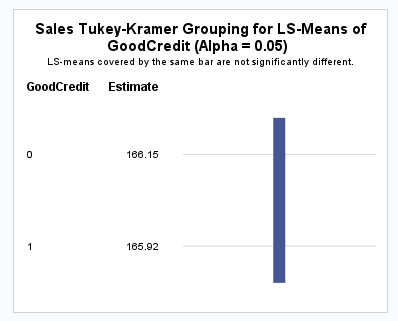 Sales Tukey-Kramer Grouping for LS-Means of
GoodCredit (Alpha = 0.05)
LS-means covered by the same bar are not significantly different.
GoodCredit Estimate
0 166.15
1 165.92